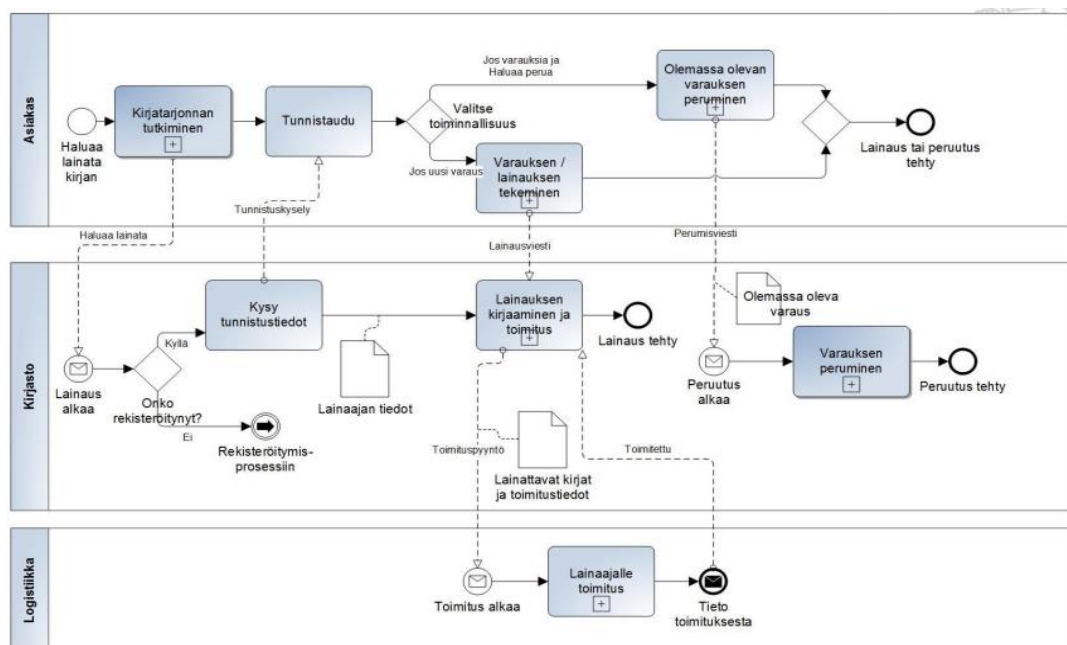 Asiakas
Haluaa
lainata
kirjan
Kirjatarjonnan
tutkiminen
Tunnistaudu
Valitse
toiminnallisuus
Jos varauksia ja
Haluaa perua
Jos uusi varaus
Olemassa olevan
varauksen
peruminen
Varauksen /
lainauksen
tekeminen
Lainaus tai peruutus
tehty
Haluaa lainata
Tunnistuskysely
Lainausviesti
Perumisviesti
Kirjasto
Lainaus
alkaa
Onko
rekisteröitynyt?
Kyllä
Ei
Kysy
tunnistustiedot
Rekisteröitymis-
prosessiin
Lainaajan tiedot
Lainauksen
kirjaaminen ja
toimitus
Lainaus tehty
Olemassa oleva
varaus
Peruutus
alkaa
Varauksen
peruminen
Peruutus tehty
Toimituspyyntö
Lainattavat kirjat
ja toimitustiedot
Toimitettu
Logistiikka
Toimitus alkaa
Lainaajalle
toimitus
Tieto
toimituksesta